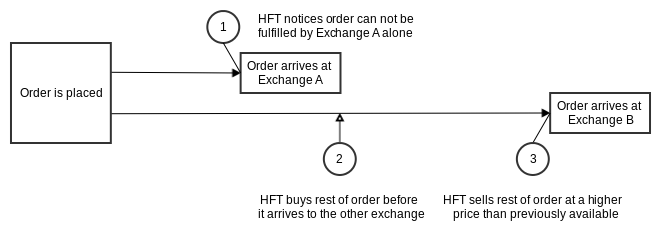 1
HFT notices order can not be
fulfilled by Exchange A alone
Order is placed
Order arrives at
Exchange A
Order arrives at
Exchange B
2
3
HFT buys rest of order before
it arrives to the other exchange
HFT sells rest of order at a higher
price than previously available